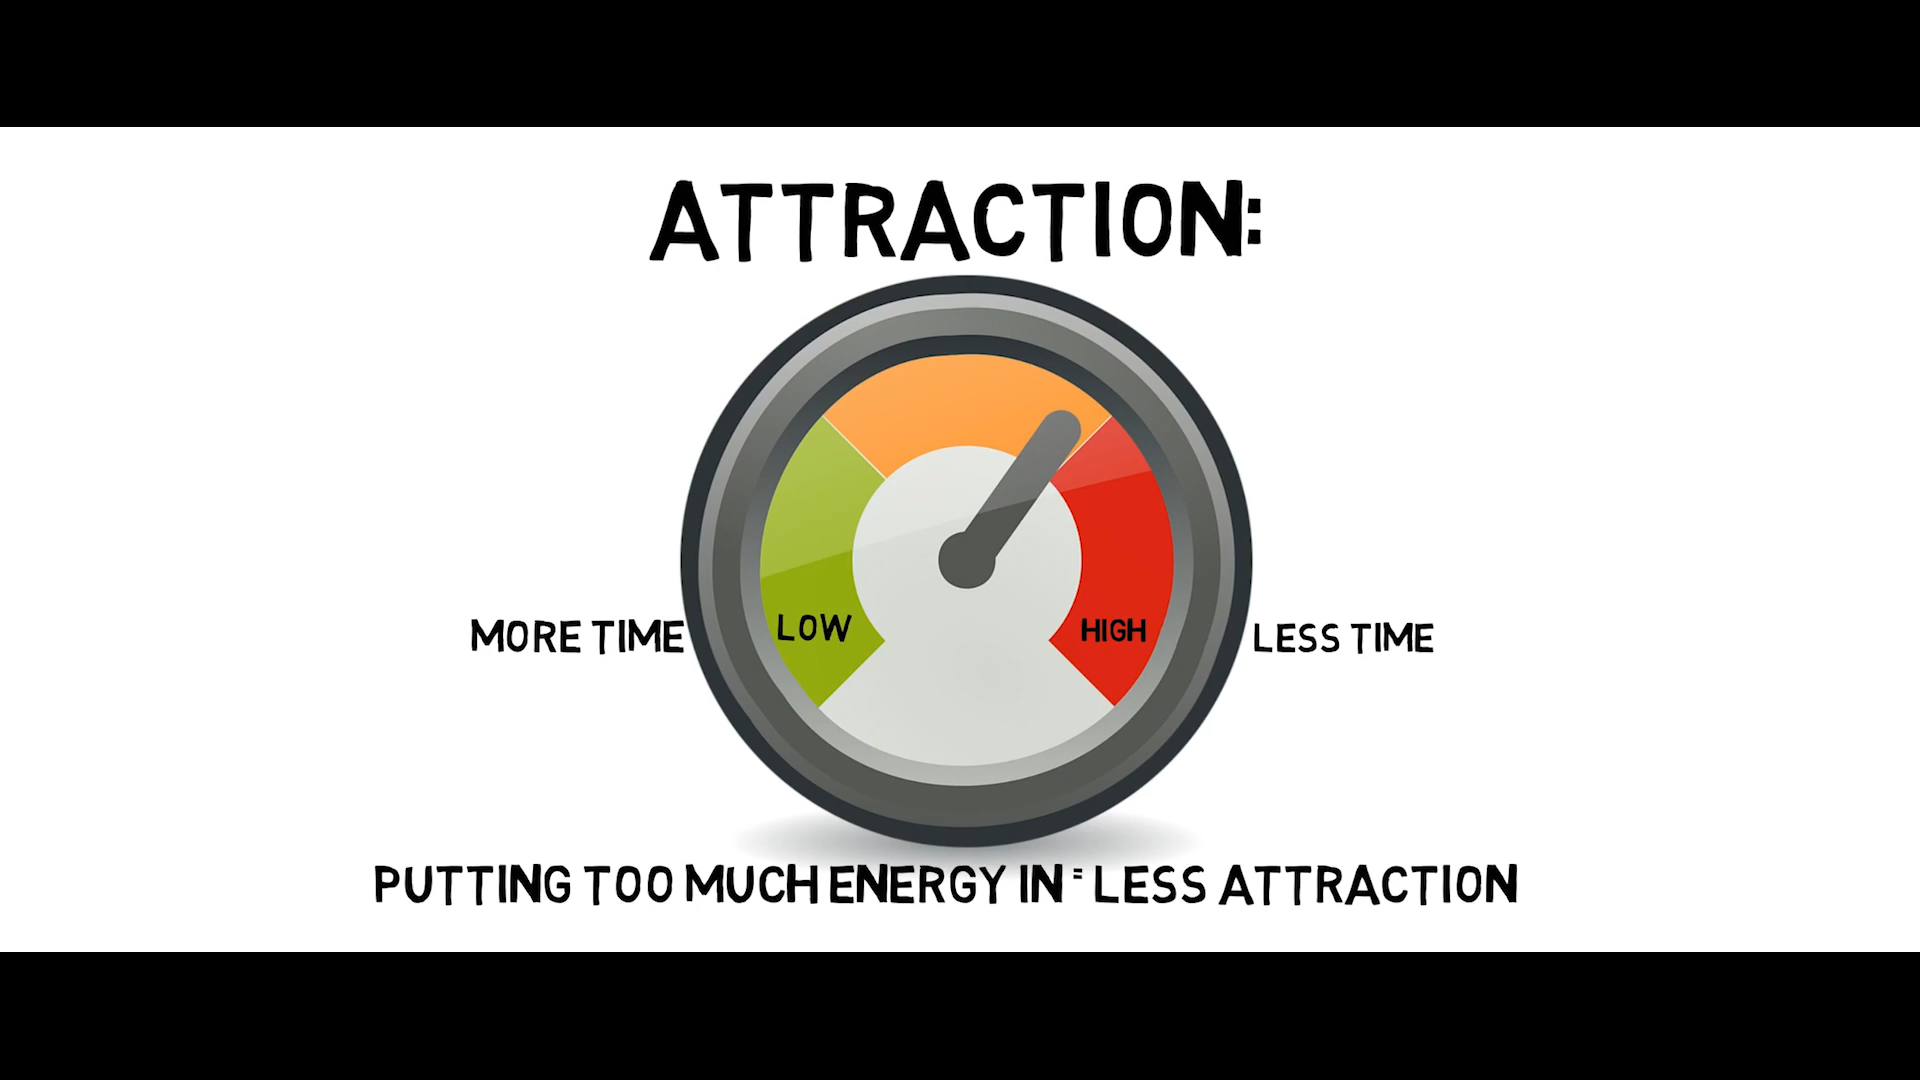 ATTRACTION:
LOW
HIGH
MORE TIME
LESS TIME
PUTTING TOO MUCH ENERGY IN = LESS ATTRACTION